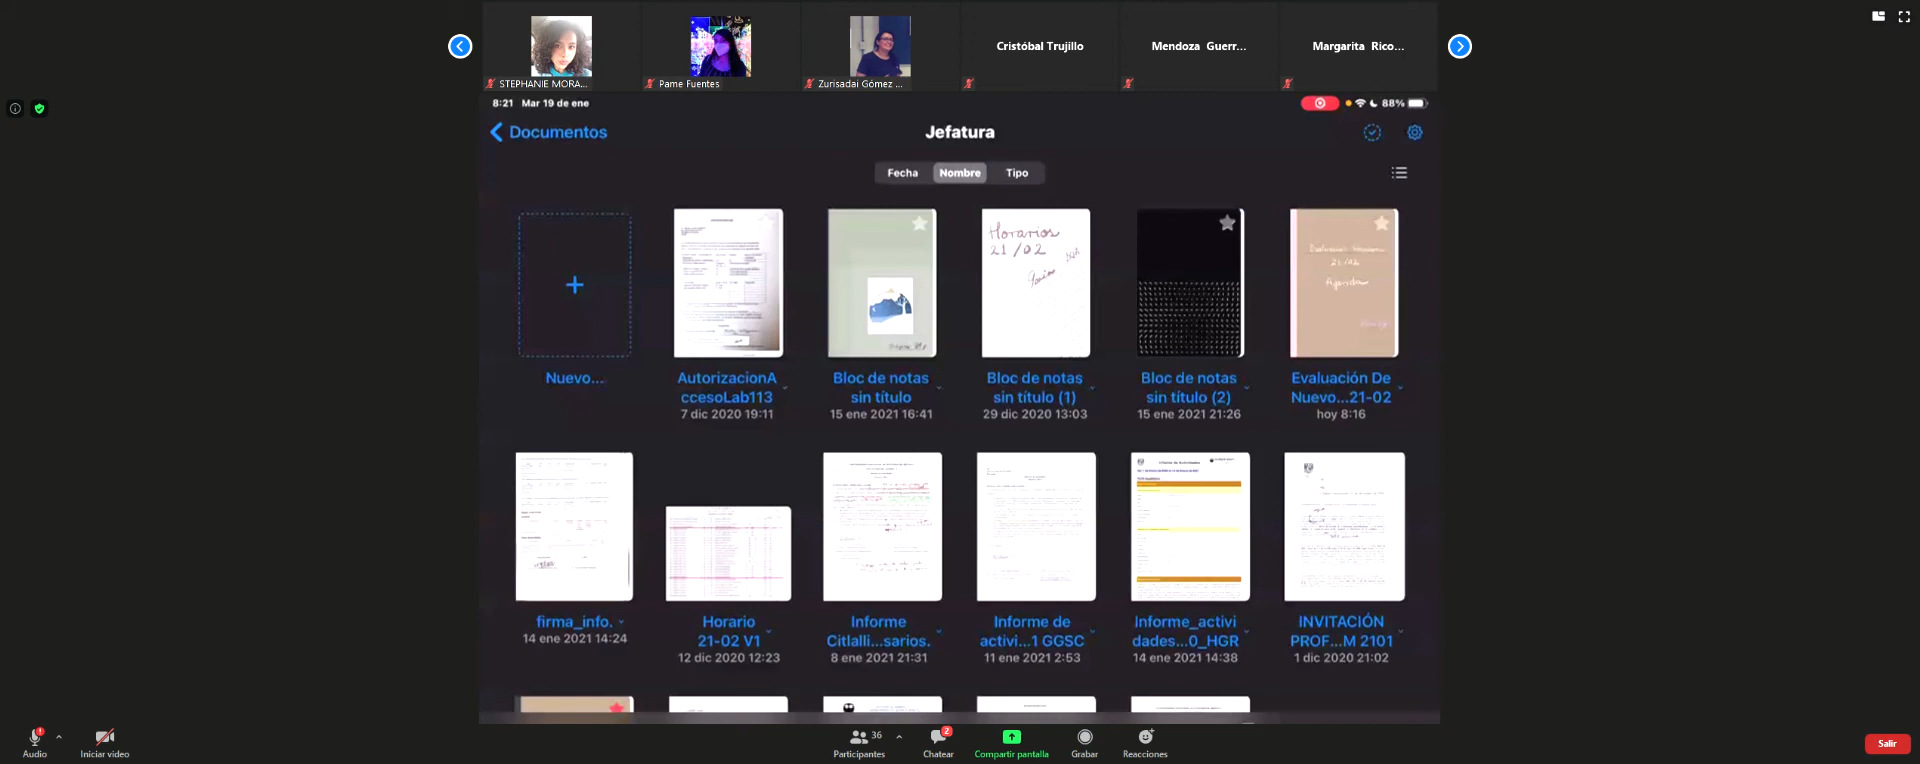 Cristóbal Trujillo
Mendoza Guerr...
Margarita Rico...
STEPHANIE MORA...
Pame Fuentes
Zurisadai Gómez ...
8:21 Mar 19 de ene
88%
Documentos
Jefatura
Fecha
Nombre
Tipo
Horarios
21/02
21/02
Agenda
Nuevo...
AutorizacionA
ccesoLab113
7 dic 2020 19:11
Bloc de notas
sin título
15 ene 2021 16:41
Bloc de notas
sin título (1)
29 dic 2020 13:03
Bloc de notas
sin título (2)
15 ene 2021 21:26
Evaluación De
Nuevo...21-02
hoy 8:16
firma_info.
14 ene 2021 14:24
Horario
21-02 V1
12 dic 2020 12:23
Informe
Citlalli...sarios.
8 ene 2021 21:31
Informe de
activi...1 GGSC
11 ene 2021 2:53
Informe_activi
dades...0_HGR
14 ene 2021 14:38
INVITACIÓN
PROF...M 2101
1 dic 2020 21:02
Audio
Iniciar video
Participantes
36
Chatear
2
Compartir pantalla
Grabar
Reacciones
Salir